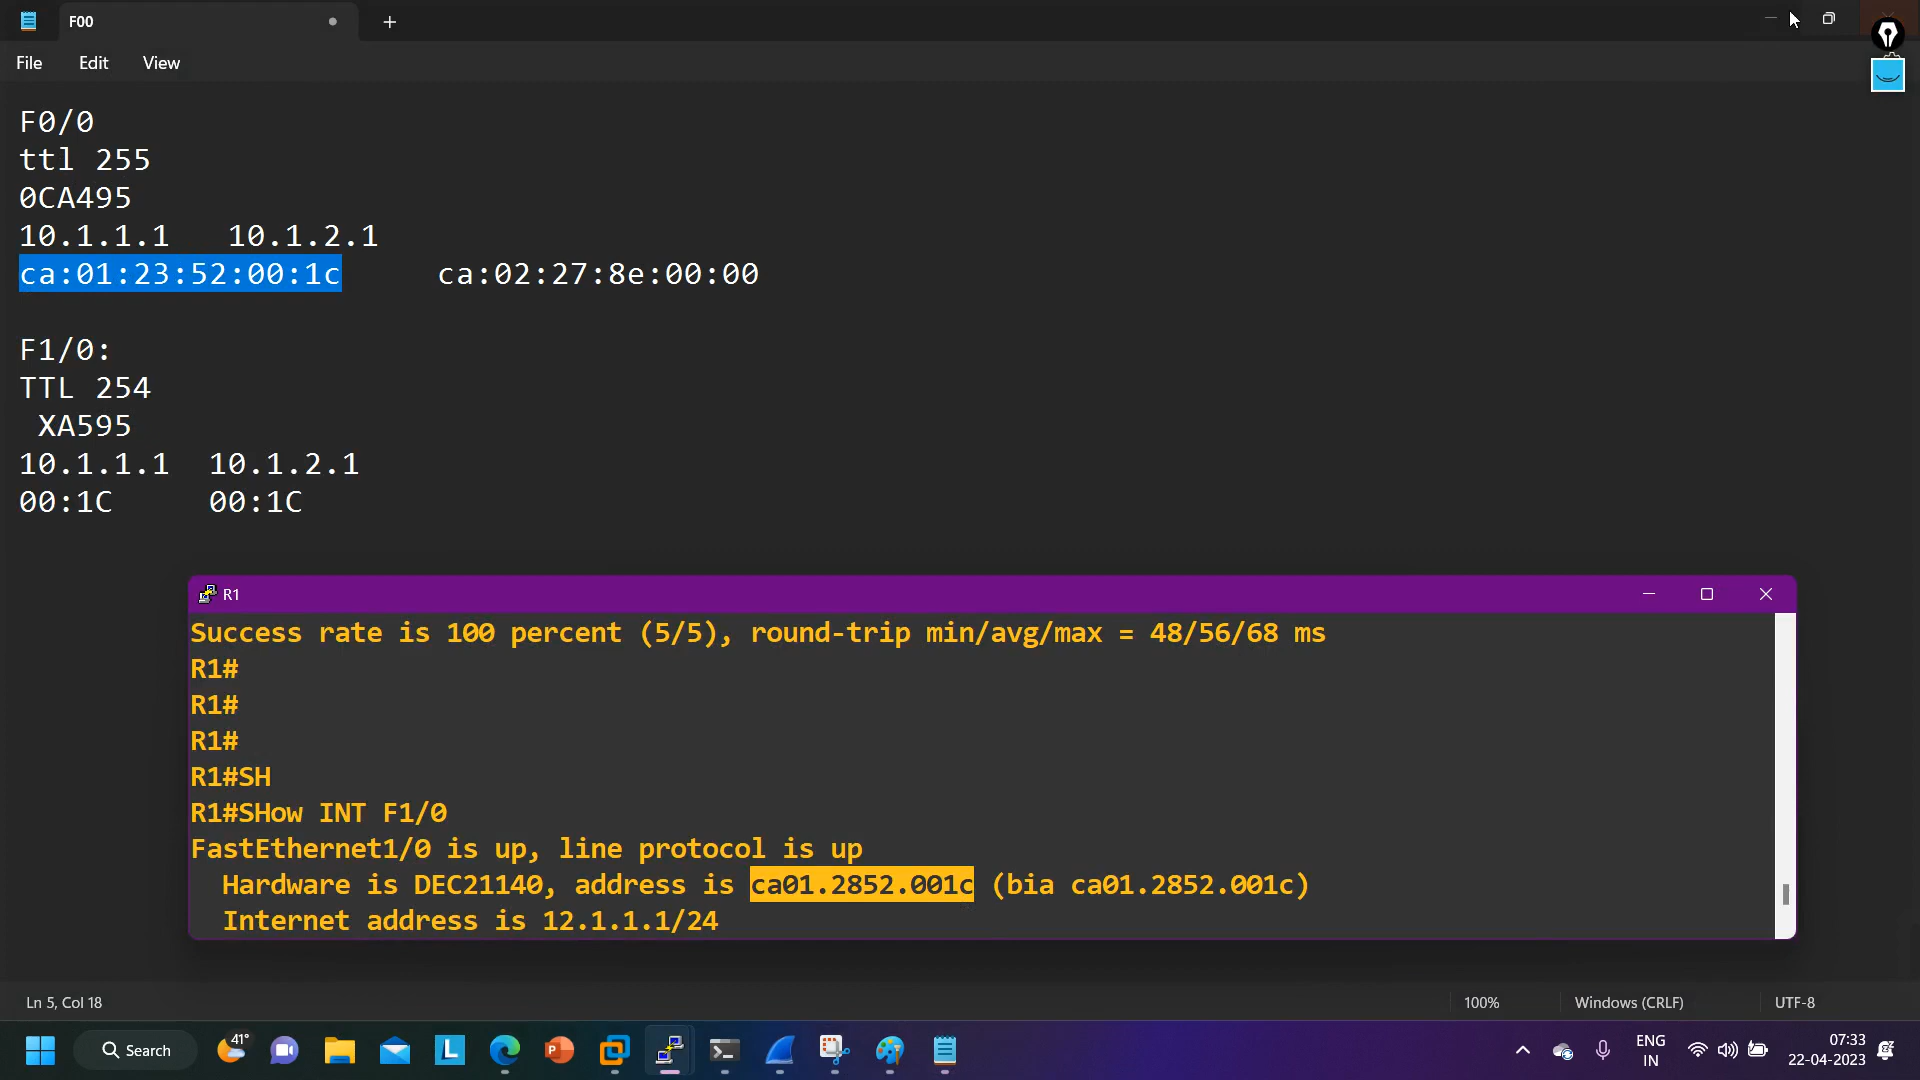 F00
File Edit View
F0/0
ttl 255
0CA495
10.1.1.1 10.1.2.1
ca:01:23:52:00:1c ca:02:27:8e:00:00
F1/0:
TTL 254
XA595
10.1.1.1 10.1.2.1
00:1C 00:1C
R1
Success rate is 100 percent (5/5), round-trip min/avg/max = 48/56/68 ms
R1#
R1#
R1#
R1#SH
R1#SHow INT F1/0
FastEthernet1/0 is up, line protocol is up
Hardware is DEC21140, address is ca01.2852.001c (bia ca01.2852.001c)
Internet address is 12.1.1.1/24
Ln 5, Col 18 100% Windows (CRLF) UTF-8
Search 41° L P ENG IN 07:33 22-04-2023